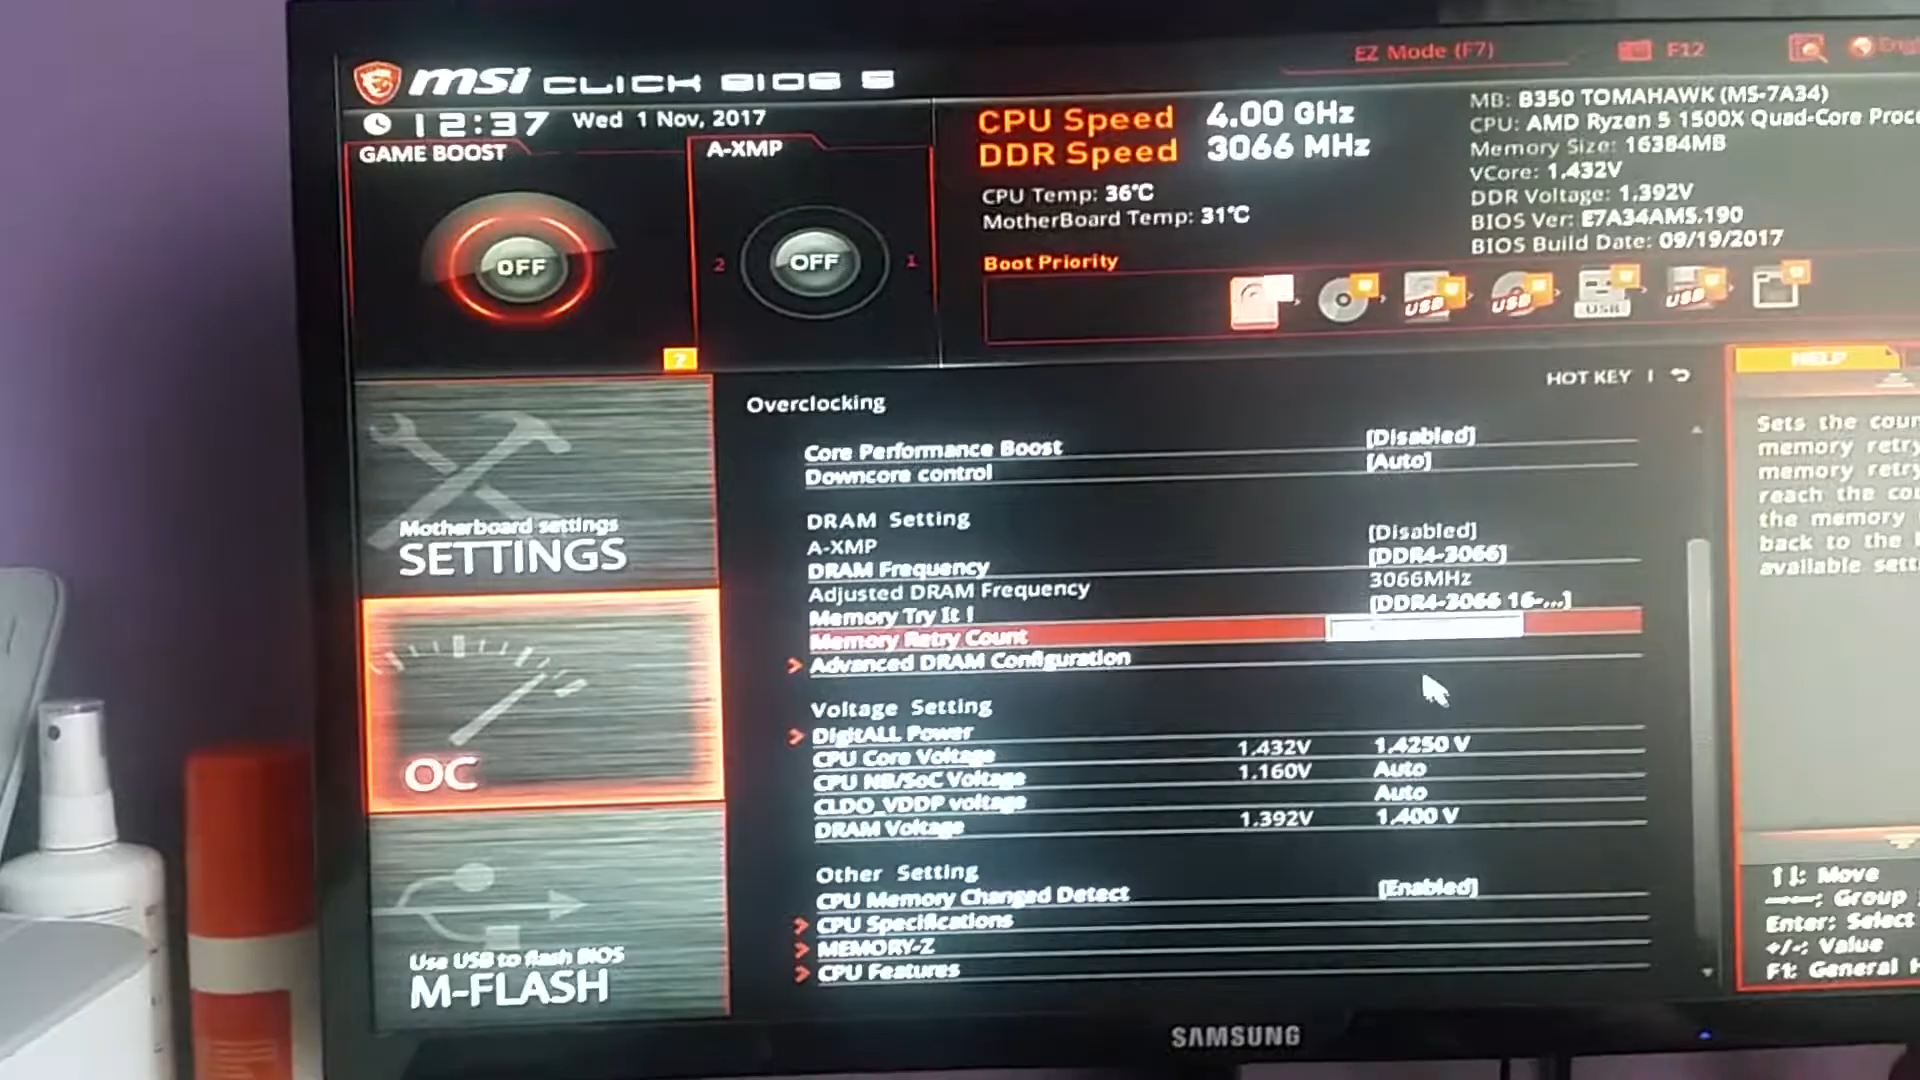 EZ Mode (F7)
F12
msi CLICK BIOS 5
12:37 Wed 1 Nov, 2017
GAME BOOST
A-XMP
OFF
2
OFF
1
CPU Speed 4.00 GHz
DDR Speed 3066 MHz
CPU Temp: 36°C
MotherBoard Temp: 31°C
MB: B350 TOMAHAWK (MS-7A34)
CPU: AMD Ryzen 5 1500X Quad-Core Proce
Memory Size: 16384MB
VCore: 1.432V
DDR Voltage: 1.392V
BIOS Ver: E7A34AMS.190
BIOS Build Date: 09/19/2017
Boot Priority
USB
USB
USB
USB
?
Motherboard settings
SETTINGS
OC
Use USB to flash BIOS
M-FLASH
HOT KEY |
Overclocking
Core Performance Boost [Disabled]
Downcore control [Auto]
DRAM Setting
A-XMP [Disabled]
DRAM Frequency [DDR4-3066]
Adjusted DRAM Frequency 3066MHz
Memory Try It ! [DDR4-3066 16-...]
Memory Retry Count
> Advanced DRAM Configuration
Voltage Setting
> DigitALL Power
CPU Core Voltage 1.432V 1.4250 V
CPU NB/SoC Voltage 1.160V Auto
CLDO_VDDP voltage Auto
DRAM Voltage 1.392V 1.400 V
Other Setting
CPU Memory Changed Detect [Enabled]
> CPU Specifications
> MEMORY-Z
> CPU Features
HELP
Sets the coun
memory retry
memory retry
reach the co
the memory
back to the
available sett
↑↓: Move
Group
Enter: Select
+/-: Value
F1: General H
SAMSUNG